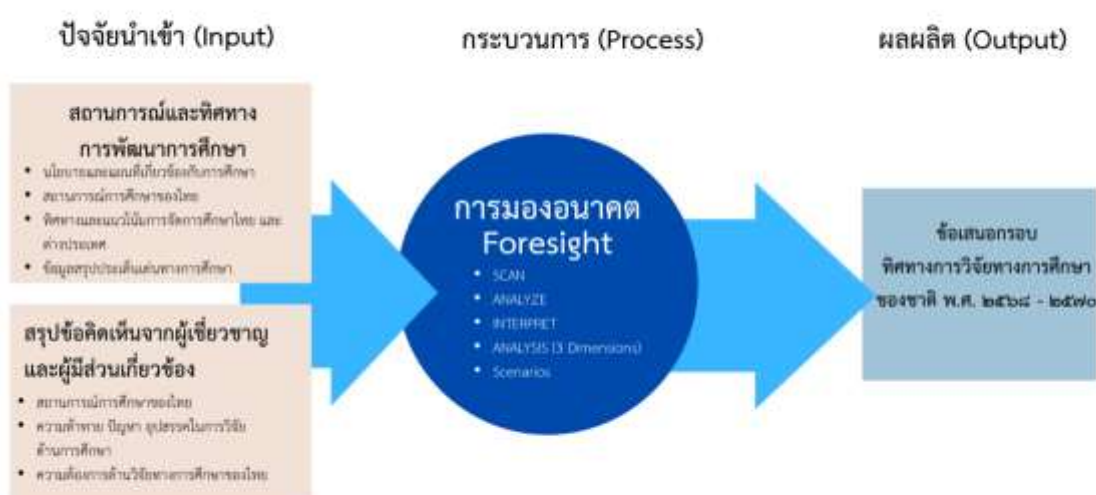 ปัจจัยนำเข้า (Input)
กระบวนการ (Process)
ผลผลิต (Output)
สถานการณ์และทิศทาง
การพัฒนาการศึกษา
• นโยบายและแผนที่เกี่ยวข้องกับการศึกษา
• สถานการณ์การศึกษาของไทย
• ทิศทางและแนวโน้มการจัดการศึกษาไทย และ
ต่างประเทศ
• ข้อมูลสรุปประเด็นเด่นทางการศึกษา
สรุปข้อคิดเห็นจากผู้เชี่ยวชาญ
และผู้มีส่วนเกี่ยวข้อง
• สถานการณ์การศึกษาของไทย
• ความท้าทาย ปัญหา อุปสรรคในการวิจัย
ด้านการศึกษา
• ความต้องการด้านวิจัยทางการศึกษาของไทย
การมองอนาคต
Foresight
• SCAN
• ANALYZE
• INTERPRET
• ANALYSIS (3 Dimensions)
• Scenarios
ข้อเสนอกรอบ
ทิศทางการวิจัยทางการศึกษา
ของชาติ พ.ศ. ๒๕๖๘ - ๒๕๗๐